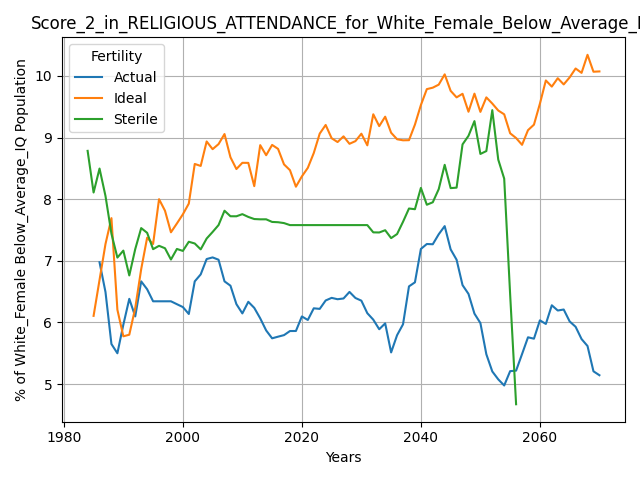 Score_2_in_RELIGIOUS_ATTENDANCE_for_White_Female_Below_Average_I
Fertility
Actual
Ideal
Sterile
% of White_Female Below_Average_IQ Population
10
9
8
7
6
5
1980
2000
2020
2040
2060
Years